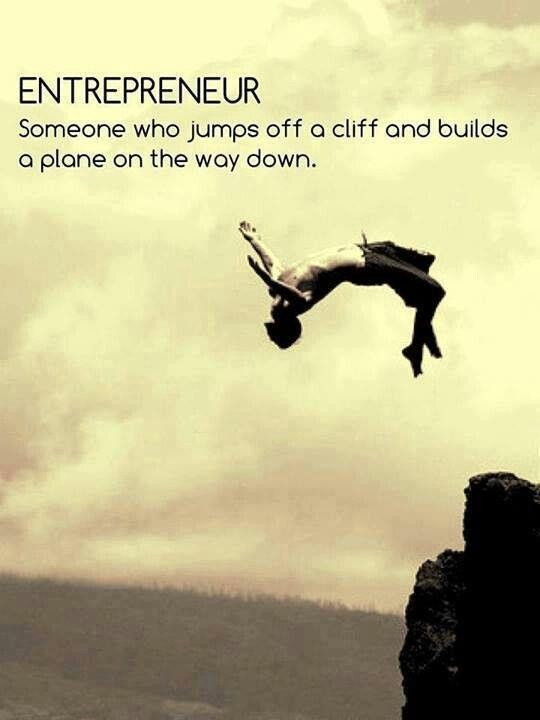 ENTREPRENEUR
Someone who jumps off a cliff and builds
a plane on the way down.